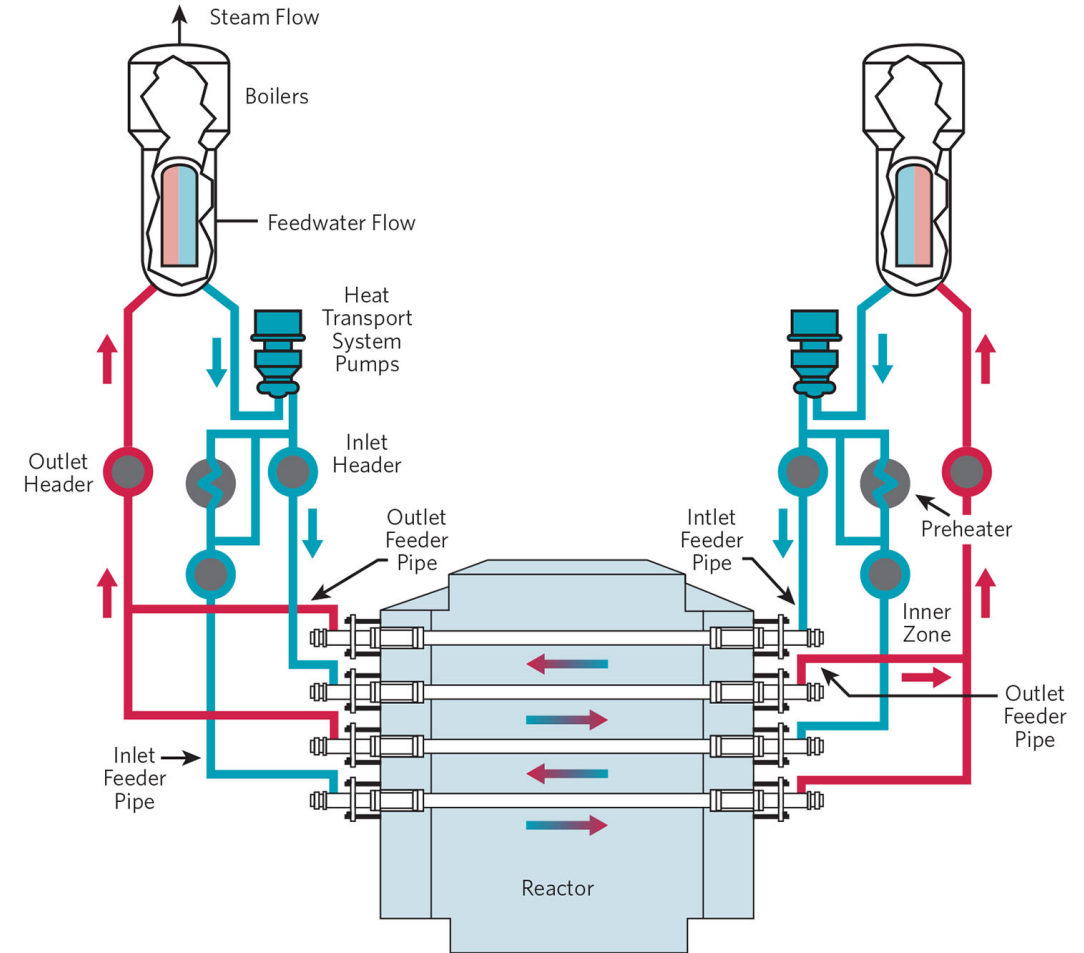 Steam Flow
Boilers
Feedwater Flow
Heat
Transport
System
Pumps
Outlet
Header
Inlet
Header
Outlet
Feeder
Pipe
Intlet
Feeder
Pipe
Preheater
Inner
Zone
Outlet
Feeder
Pipe
Inlet
Feeder
Pipe
Reactor